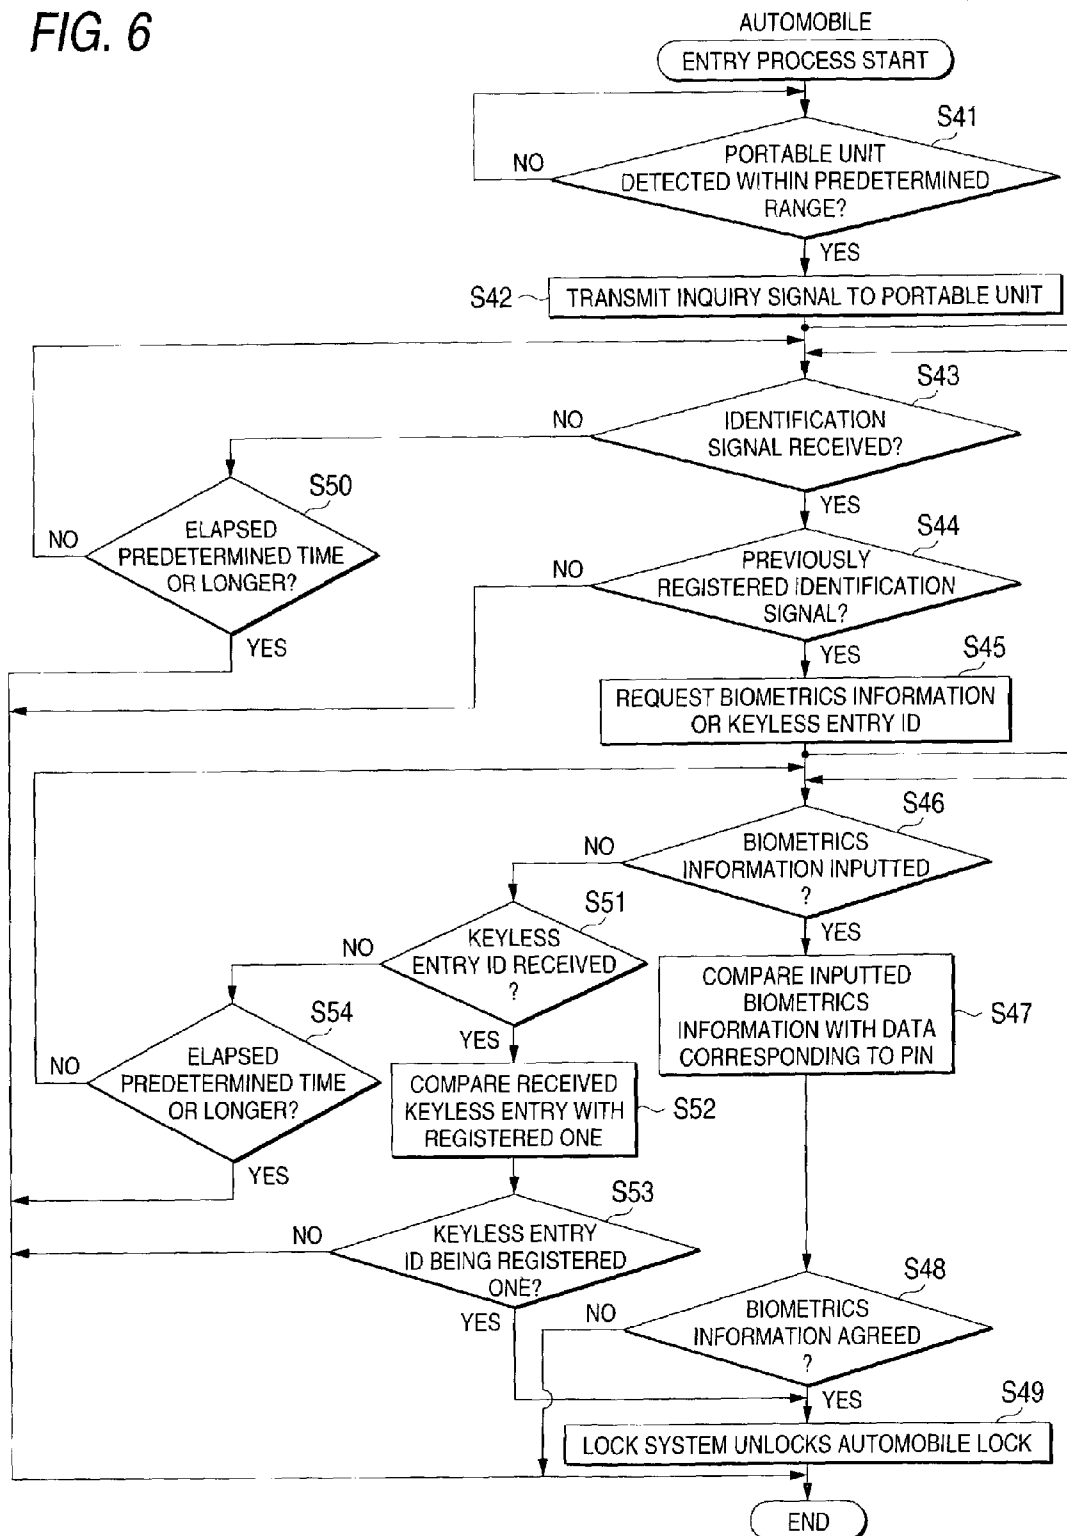 FIG. 6
AUTOMOBILE
ENTRY PROCESS START
S41
PORTABLE UNIT
DETECTED WITHIN PREDETERMINED
RANGE?
NO
YES
S42
TRANSMIT INQUIRY SIGNAL TO PORTABLE UNIT
S43
IDENTIFICATION
SIGNAL RECEIVED?
NO
YES
S50
ELAPSED
PREDETERMINED TIME
OR LONGER?
NO
YES
S44
PREVIOUSLY
REGISTERED IDENTIFICATION
SIGNAL?
NO
YES
S45
REQUEST BIOMETRICS INFORMATION
OR KEYLESS ENTRY ID
S46
BIOMETRICS
INFORMATION INPUTTED
?
NO
YES
S51
KEYLESS
ENTRY ID RECEIVED
?
NO
YES
COMPARE INPUTTED
BIOMETRICS
INFORMATION WITH DATA
CORRESPONDING TO PIN
S47
S54
ELAPSED
PREDETERMINED TIME
OR LONGER?
NO
YES
COMPARE RECEIVED
KEYLESS ENTRY WITH
REGISTERED ONE
S52
S53
KEYLESS ENTRY
ID BEING REGISTERED
ONE?
NO
YES
S48
BIOMETRICS
INFORMATION AGREED
?
NO
YES
S49
LOCK SYSTEM UNLOCKS AUTOMOBILE LOCK
END